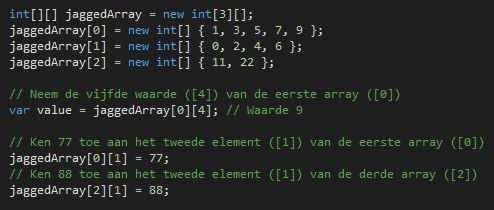 int[][] jaggedArray = new int[3][];
jaggedArray[0] = new int[] { 1, 3, 5, 7, 9 };
jaggedArray[1] = new int[] { 0, 2, 4, 6 };
jaggedArray[2] = new int[] { 11, 22 };
// Neem de vijfde waarde ([4]) van de eerste array ([0])
var value = jaggedArray[0][4]; // Waarde 9
// Ken 77 toe aan het tweede element ([1]) van de eerste array ([0])
jaggedArray[0][1] = 77;
// Ken 88 toe aan het tweede element ([1]) van de derde array ([2])
jaggedArray[2][1] = 88;